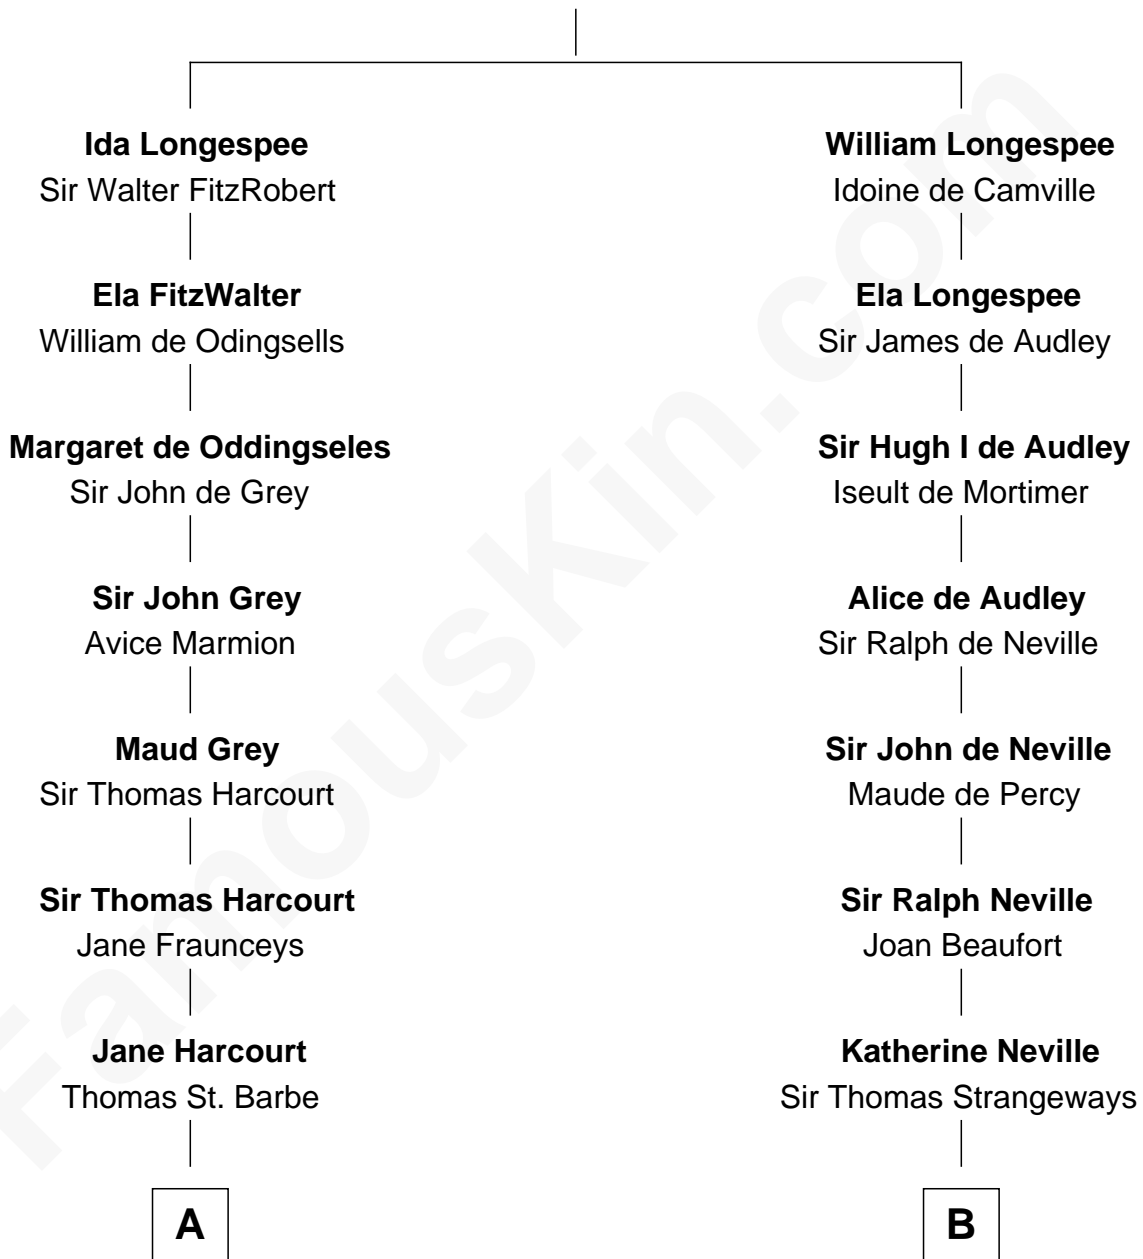 Ida Longespee
Sir Walter FitzRobert
Ela FitzWalter
William de Odingsells
Margaret de Oddingseles
Sir John de Grey
Sir John Grey
Avice Marmion
Maud Grey
Sir Thomas Harcourt
Sir Thomas Harcourt
Jane Fraunceys
Jane Harcourt
Thomas St. Barbe
A
William Longespee
Idoine de Camville
Ela Longespee
Sir James de Audley
Sir Hugh I de Audley
Iseult de Mortimer
Alice de Audley
Sir Ralph de Neville
Sir John de Neville
Maude de Percy
Sir Ralph Neville
Joan Beaufort
Katherine Neville
Sir Thomas Strangeways
B
FamousKin.com